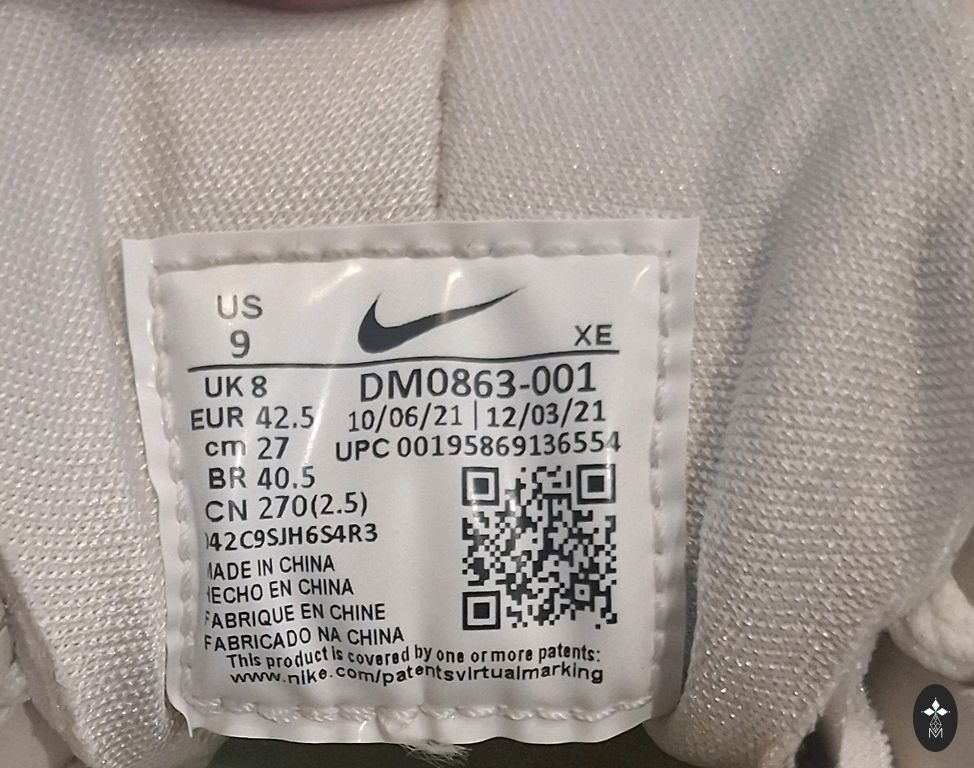 US
9
XE
UK 8
DM0863-001
EUR 42.5
10/06/21 | 12/03/21
cm 27
UPC 00195869136554
BR 40.5
CN 270(2.5)
42C9SJH6S4R3
MADE IN CHINA
HECHO EN CHINA
FABRIQUE EN CHINE
FABRICADO NA CHINA
This product is covered by one or more patents:
www.nike.com/patentsvirtualmarking
M